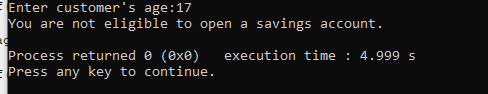 Enter customer's age:17
You are not eligible to open a savings account.
Process returned 0 (0x0)   execution time : 4.999 s
Press any key to continue.